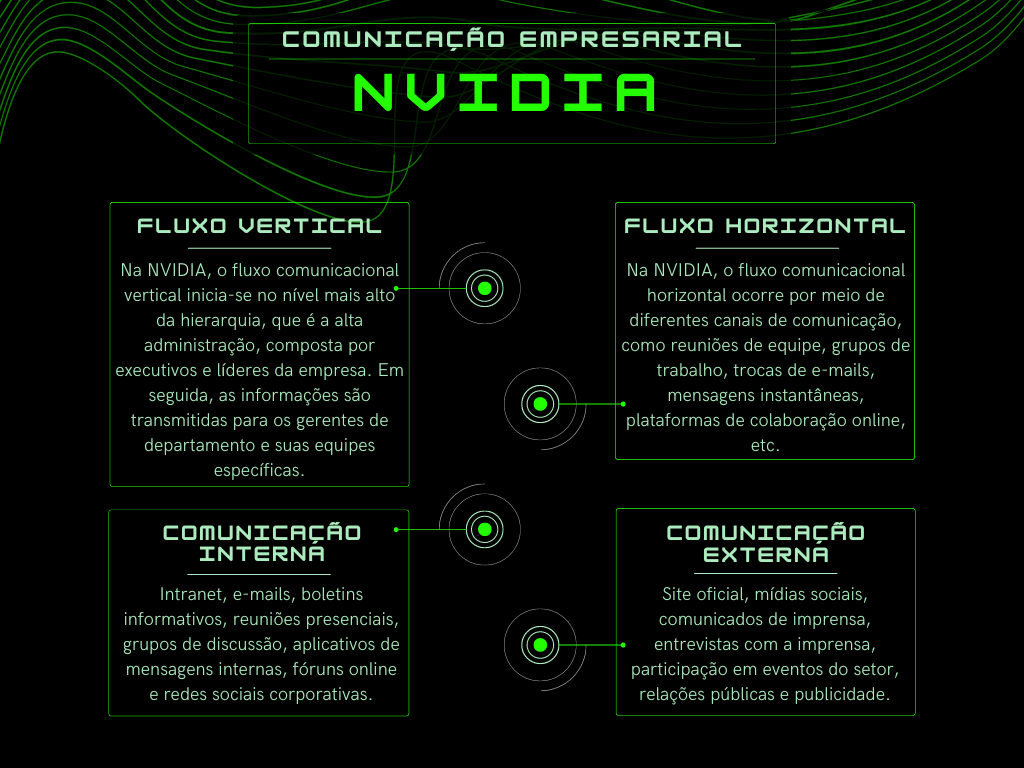 COMUNICAÇÃO EMPRESARIAL
NVIDIA
FLUXO VERTICAL
Na NVIDIA, o fluxo comunicacional
vertical inicia-se no nível mais alto
da hierarquia, que é a alta
administração, composta por
executivos e líderes da empresa. Em
seguida, as informações são
transmitidas para os gerentes de
departamento e suas equipes
específicas.
FLUXO HORIZONTAL
Na NVIDIA, o fluxo comunicacional
horizontal ocorre por meio de
diferentes canais de comunicação,
como reuniões de equipe, grupos de
trabalho, trocas de e-mails,
mensagens instantâneas,
plataformas de colaboração online,
etc.
COMUNICAÇÃO
INTERNA
Intranet, e-mails, boletins
informativos, reuniões presenciais,
grupos de discussão, aplicativos de
mensagens internas, fóruns online
e redes sociais corporativas.
COMUNICAÇÃO
EXTERNA
Site oficial, mídias sociais,
comunicados de imprensa,
entrevistas com a imprensa,
participação em eventos do setor,
relações públicas e publicidade.